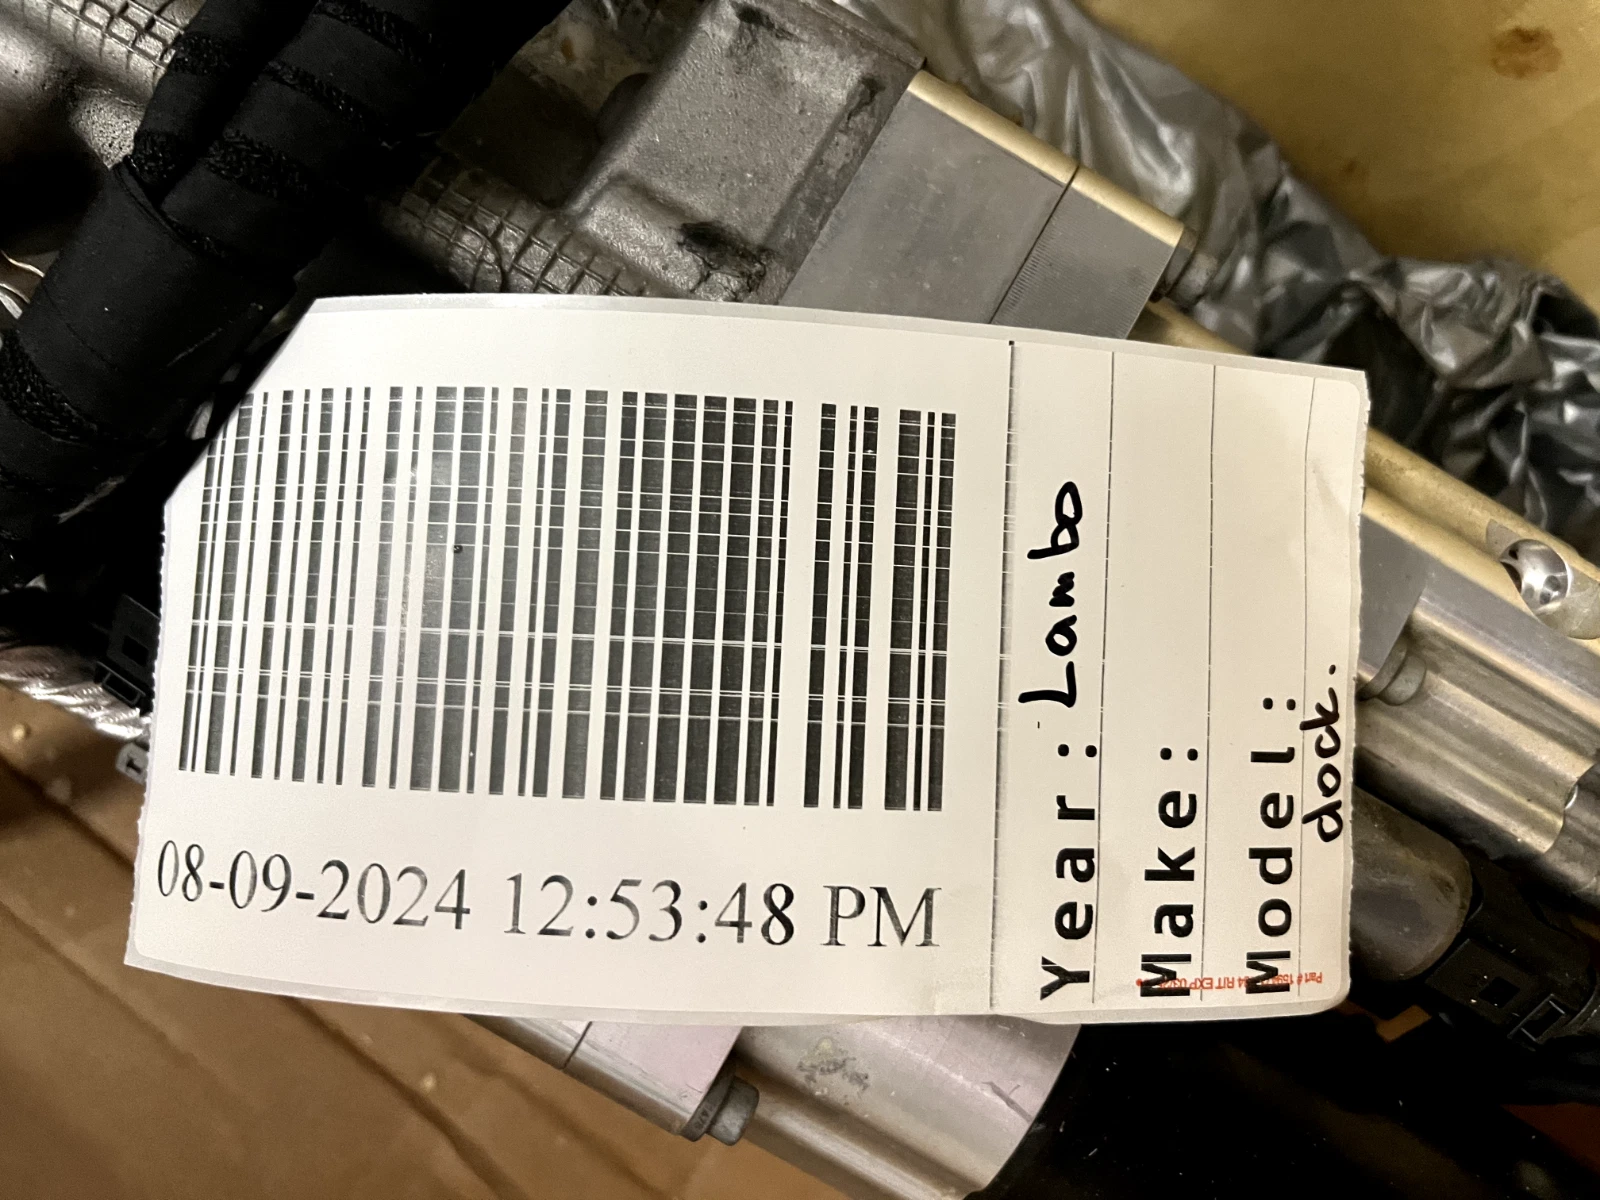 08-09-2024 12:53:48 PM
Year: Lambo
Make:
Model:
dock.